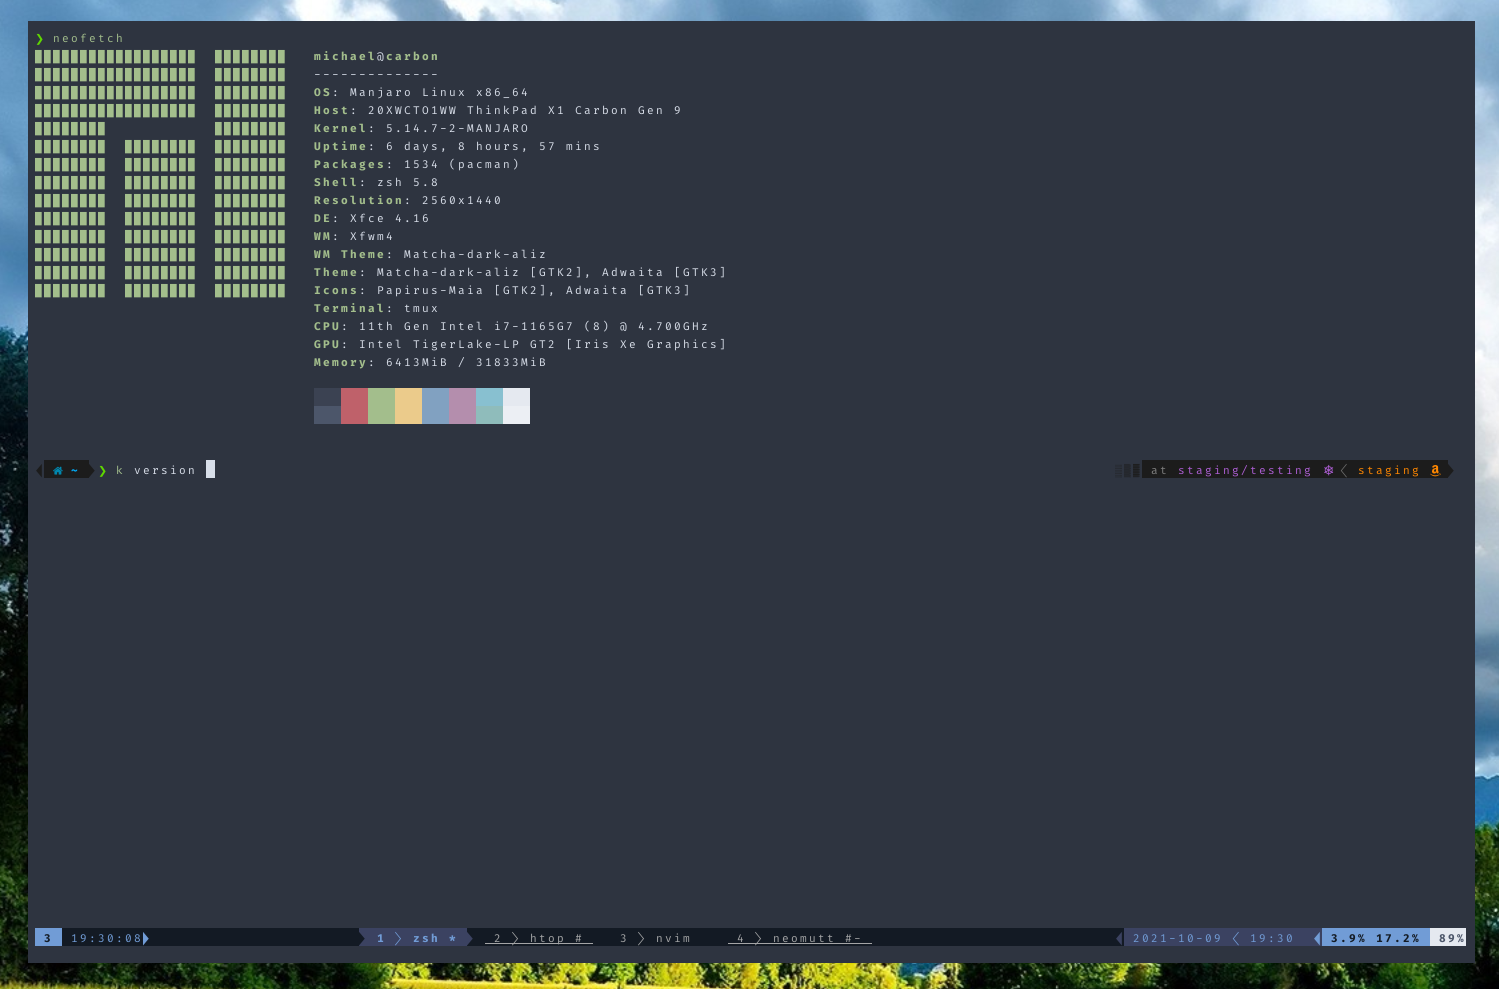 ❯ neofetch
michael@carbon
--------------
OS: Manjaro Linux x86_64
Host: 20XWCTO1WW ThinkPad X1 Carbon Gen 9
Kernel: 5.14.7-2-MANJARO
Uptime: 6 days, 8 hours, 57 mins
Packages: 1534 (pacman)
Shell: zsh 5.8
Resolution: 2560x1440
DE: Xfce 4.16
WM: Xfwm4
WM Theme: Matcha-dark-aliz
Theme: Matcha-dark-aliz [GTK2], Adwaita [GTK3]
Icons: Papirus-Maia [GTK2], Adwaita [GTK3]
Terminal: tmux
CPU: 11th Gen Intel i7-1165G7 (8) @ 4.700GHz
GPU: Intel TigerLake-LP GT2 [Iris Xe Graphics]
Memory: 6413MiB / 31833MiB
~ ❯ k version at staging/testing staging
3 19:30:08 1 zsh * 2 htop # 3 nvim 4 neomutt #- 2021-10-09 19:30 3.9% 17.2% 89%